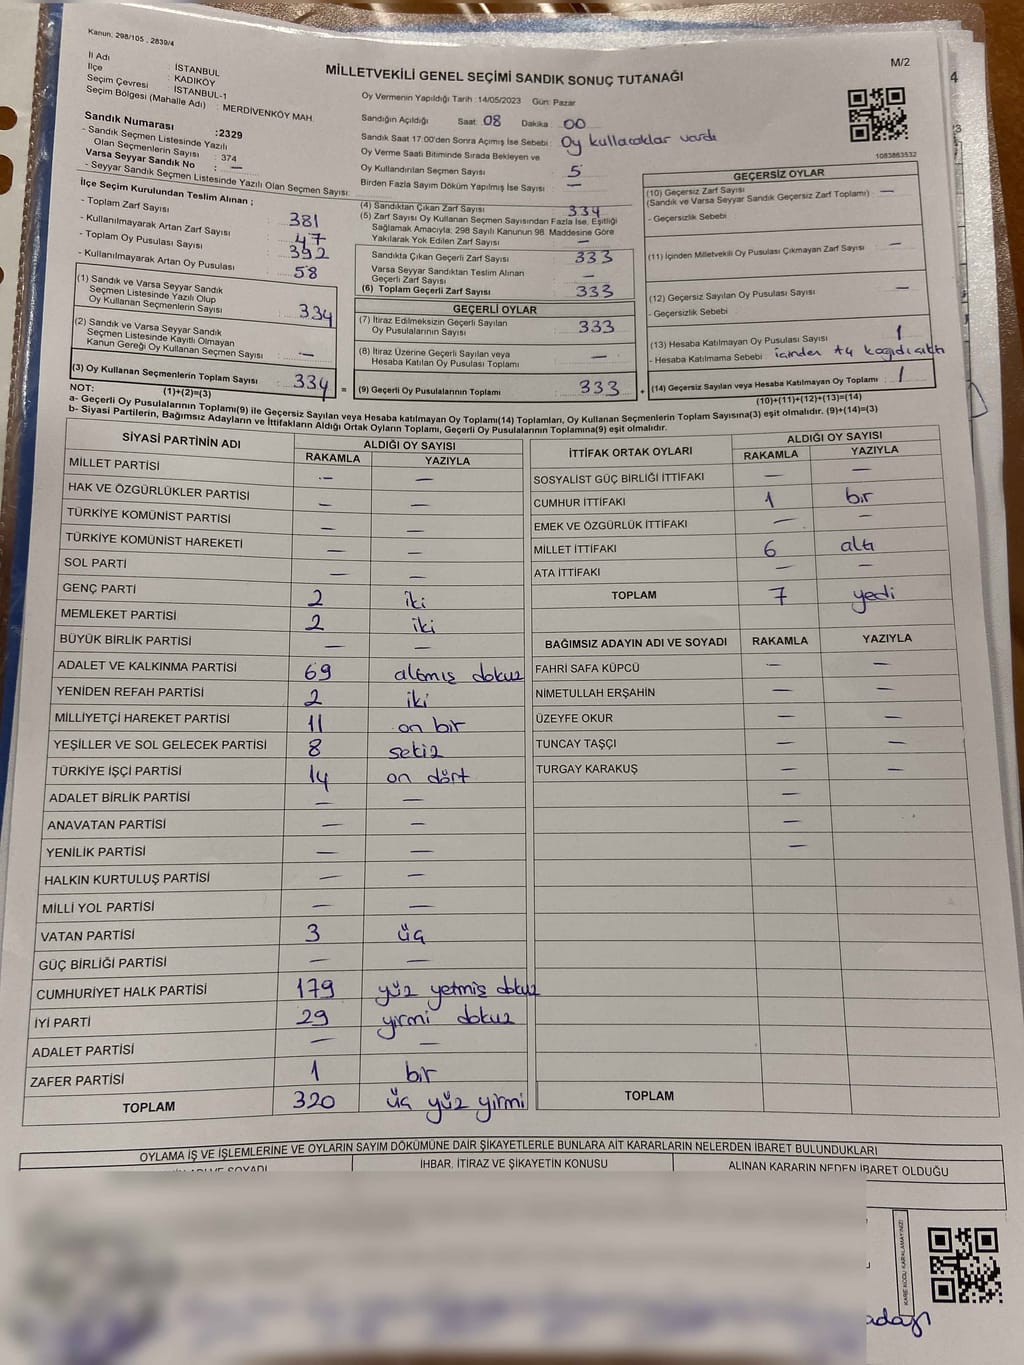 Kanun: 298/105 , 2839/4
M/2
MİLLETVEKİLİ GENEL SEÇİMİ SANDIK SONUÇ TUTANAĞI
İl Adı : İSTANBUL
İlçe : KADIKÖY
Seçim Çevresi : İSTANBUL-1
Seçim Bölgesi (Mahalle Adı) : MERDİVENKÖY MAH.
Sandık Numarası :2329
- Sandık Seçmen Listesinde Yazılı
Olan Seçmenlerin Sayısı : 374
Varsa Seyyar Sandık No : —
- Seyyar Sandık Seçmen Listesinde Yazılı Olan Seçmen Sayısı:
Oy Vermenin Yapıldığı Tarih :14/05/2023 Gün: Pazar
Sandığın Açıldığı Saat: 08 Dakika : 00
Sandık Saat 17:00'den Sonra Açılmış İse Sebebi: Oy kullacaklar vardı
Oy Verme Saati Bitiminde Sırada Bekleyen ve
Oy Kullandırılan Seçmen Sayısı : 5
Birden Fazla Sayım Döküm Yapılmış İse Sayısı : —
1083863532
İlçe Seçim Kurulundan Teslim Alınan ;
- Toplam Zarf Sayısı : 381
- Kullanılmayarak Artan Zarf Sayısı : 47
- Toplam Oy Pusulası Sayısı : 392
- Kullanılmayarak Artan Oy Pusulası : 58
(1) Sandık ve Varsa Seyyar Sandık
Seçmen Listesinde Yazılı Olup
Oy Kullanan Seçmenlerin Sayısı : 334
(2) Sandık ve Varsa Seyyar Sandık
Seçmen Listesinde Kayıtlı Olmayan
Kanun Gereği Oy Kullanan Seçmen Sayısı : —
(3) Oy Kullanan Seçmenlerin Toplam Sayısı : 334 =
(1)+(2)=(3)
(4) Sandıktan Çıkan Zarf Sayısı : 334
(5) Zarf Sayısı Oy Kullanan Seçmen Sayısından Fazla İse, Eşitliği
Sağlamak Amacıyla; 298 Sayılı Kanunun 98. Maddesine Göre
Yakılarak Yok Edilen Zarf Sayısı : —
Sandıkta Çıkan Geçerli Zarf Sayısı : 333
Varsa Seyyar Sandıktan Teslim Alınan
Geçerli Zarf Sayısı : —
(6) Toplam Geçerli Zarf Sayısı : 333
GEÇERLİ OYLAR
(7) İtiraz Edilmeksizin Geçerli Sayılan
Oy Pusulalarının Sayısı : 333
(8) İtiraz Üzerine Geçerli Sayılan veya
Hesaba Katılan Oy Pusulası Toplamı : —
(9) Geçerli Oy Pusulalarının Toplamı : 333 +
GEÇERSİZ OYLAR
(10) Geçersiz Zarf Sayısı
(Sandık ve Varsa Seyyar Sandık Geçersiz Zarf Toplamı) : —
- Geçersizlik Sebebi :
(11) İçinden Milletvekili Oy Pusulası Çıkmayan Zarf Sayısı : —
(12) Geçersiz Sayılan Oy Pusulası Sayısı : —
- Geçersizlik Sebebi :
(13) Hesaba Katılmayan Oy Pusulası Sayısı : 1
- Hesaba Katılmama Sebebi : içinden A4 kağıdı çıktı
(14) Geçersiz Sayılan veya Hesaba Katılmayan Oy Toplamı : 1
(10)+(11)+(12)+(13)=(14)
NOT:
a- Geçerli Oy Pusulalarının Toplamı(9) ile Geçersiz Sayılan veya Hesaba katılmayan Oy Toplamı(14) Toplamları, Oy Kullanan Seçmenlerin Toplam Sayısına(3) eşit olmalıdır. (9)+(14)=(3)
b- Siyasi Partilerin, Bağımsız Adayların ve İttifakların Aldığı Ortak Oyların Toplamı, Geçerli Oy Pusulalarının Toplamına(9) eşit olmalıdır.
SİYASİ PARTİNİN ADI ALDIĞI OY SAYISI
RAKAMLA YAZIYLA
MİLLET PARTİSİ — —
HAK VE ÖZGÜRLÜKLER PARTİSİ — —
TÜRKİYE KOMÜNİST PARTİSİ — —
TÜRKİYE KOMÜNİST HAREKETİ — —
SOL PARTİ — —
GENÇ PARTİ 2 iki
MEMLEKET PARTİSİ 2 iki
BÜYÜK BİRLİK PARTİSİ — —
ADALET VE KALKINMA PARTİSİ 69 altmış dokuz
YENİDEN REFAH PARTİSİ 2 iki
MİLLİYETÇİ HAREKET PARTİSİ 11 on bir
YEŞİLLER VE SOL GELECEK PARTİSİ 8 sekiz
TÜRKİYE İŞÇİ PARTİSİ 14 on dört
ADALET BİRLİK PARTİSİ — —
ANAVATAN PARTİSİ — —
YENİLİK PARTİSİ — —
HALKIN KURTULUŞ PARTİSİ — —
MİLLİ YOL PARTİSİ — —
VATAN PARTİSİ 3 üç
GÜÇ BİRLİĞİ PARTİSİ — —
CUMHURİYET HALK PARTİSİ 179 yüz yetmiş dokuz
İYİ PARTİ 29 yirmi dokuz
ADALET PARTİSİ — —
ZAFER PARTİSİ 1 bir
TOPLAM 320 üç yüz yirmi
İTTİFAK ORTAK OYLARI ALDIĞI OY SAYISI
RAKAMLA YAZIYLA
SOSYALİST GÜÇ BİRLİĞİ İTTİFAKI — —
CUMHUR İTTİFAKI 1 bir
EMEK VE ÖZGÜRLÜK İTTİFAKI — —
MİLLET İTTİFAKI 6 altı
ATA İTTİFAKI — —
TOPLAM 7 yedi
BAĞIMSIZ ADAYIN ADI VE SOYADI RAKAMLA YAZIYLA
FAHRİ SAFA KÜPCÜ — —
NİMETULLAH ERŞAHİN — —
ÜZEYFE OKUR — —
TUNCAY TAŞÇI — —
TURGAY KARAKUŞ — —
—
—
—
TOPLAM
OYLAMA İŞ VE İŞLEMLERİNE VE OYLARIN SAYIM DÖKÜMÜNE DAİR ŞİKAYETLERLE BUNLARA AİT KARARLARIN NELERDEN İBARET BULUNDUKLARI
İHBAR, İTİRAZ VE ŞİKAYETİN KONUSU ALINAN KARARIN NEDEN İBARET OLDUĞU
KARE KODU KARALAMAYINIZ!